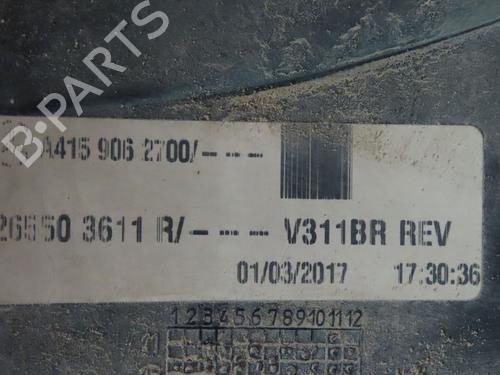 B-PARTS
A415 906 2700/---
26550 3611 R/--- V311BR REV
01/03/2017 17:30:36
1 2 3 4 5 6 7 8 9 10 11 12